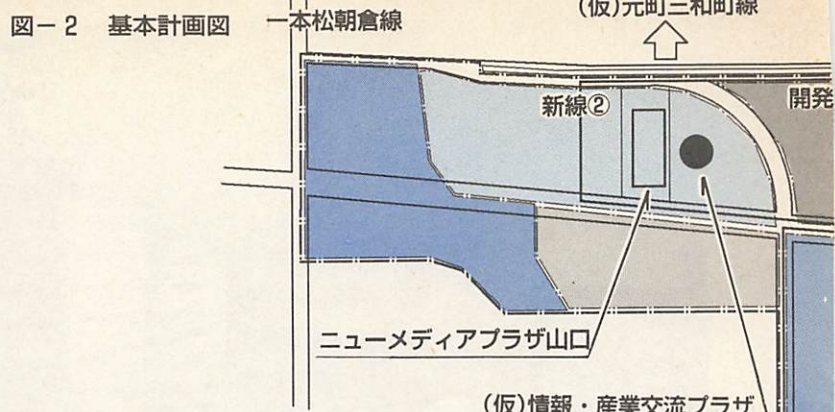 図－2　基本計画図
一本松朝倉線
(仮)元町三和町線
新線②
開発
ニューメディアプラザ山口
(仮)情報・産業交流プラザ